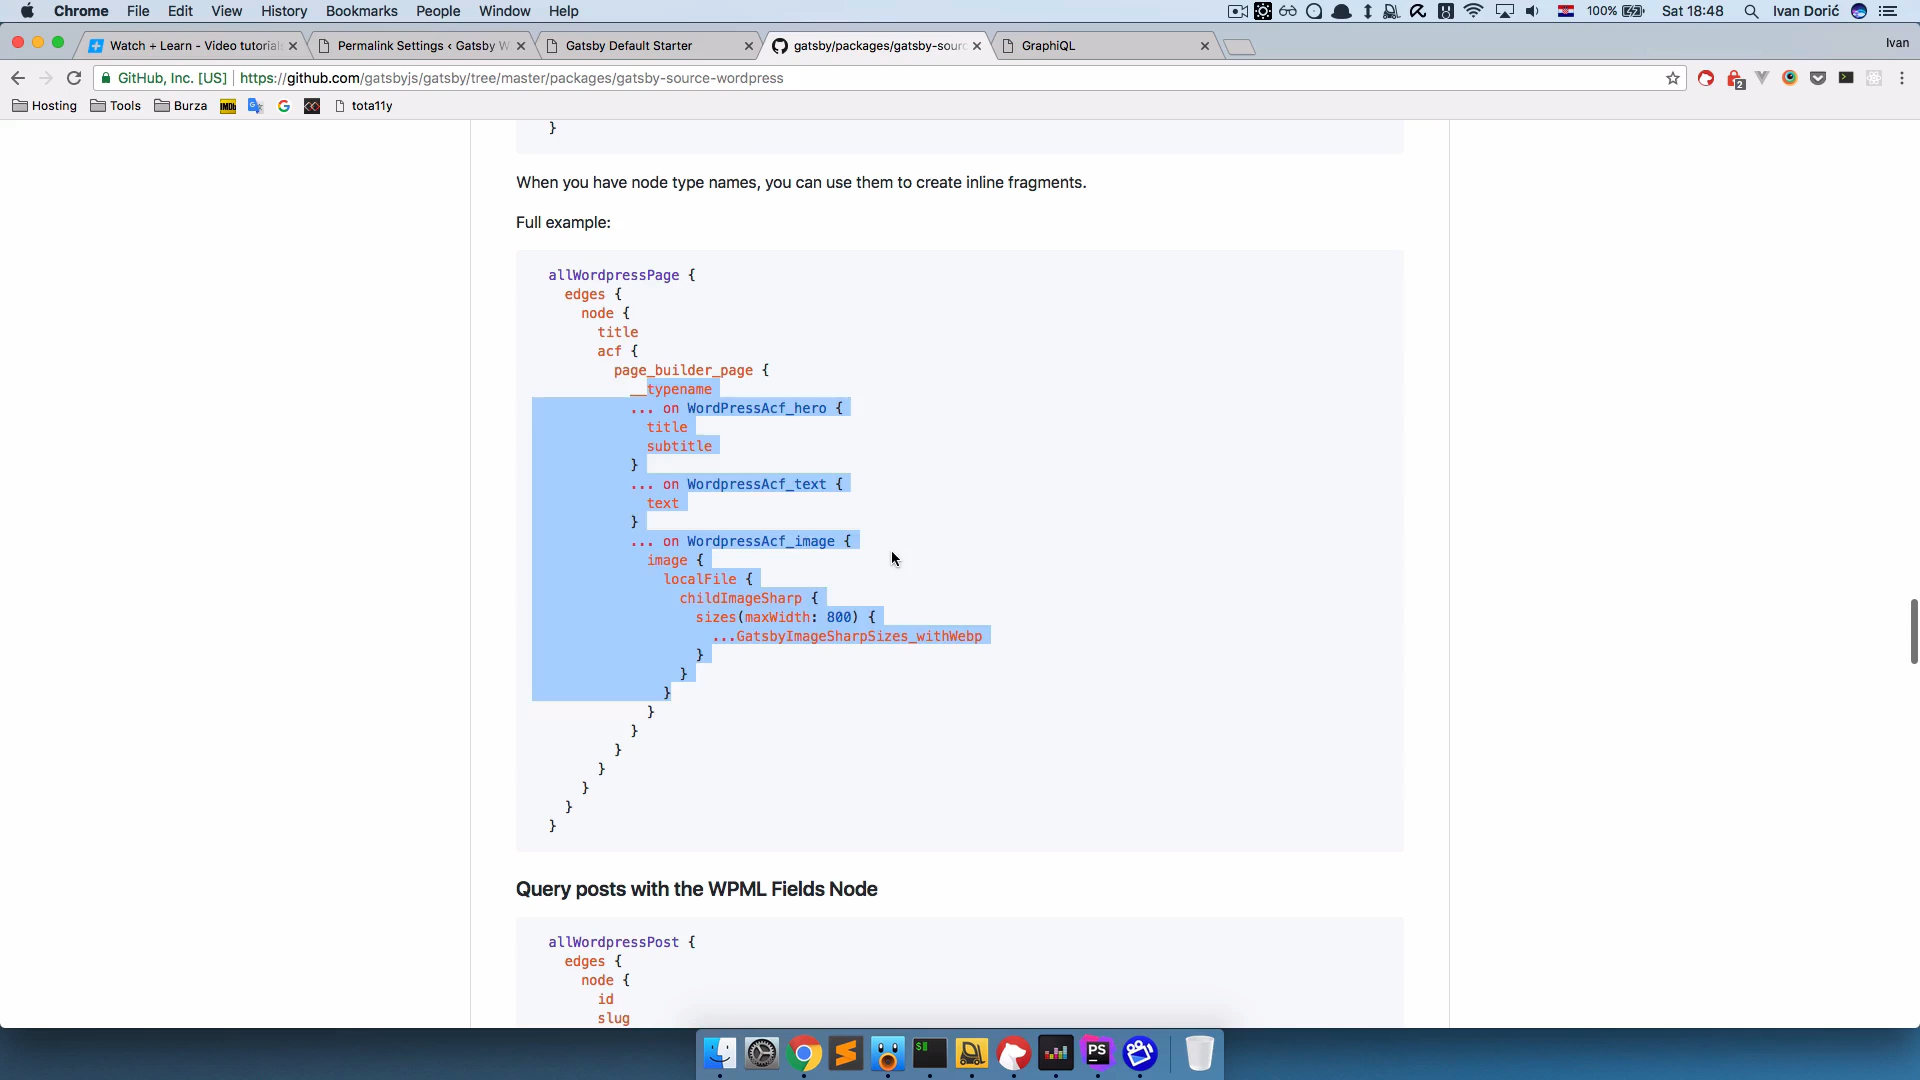 Chrome File Edit View History Bookmarks People Window Help 100% Sat 18:48 Ivan Dorić
Watch + Learn - Video tutorial Permalink Settings ‹ Gatsby W Gatsby Default Starter gatsby/packages/gatsby-sourc GraphiQL Ivan
GitHub, Inc. [US] https://github.com/gatsbyjs/gatsby/tree/master/packages/gatsby-source-wordpress 2
Hosting Tools Burza IMDb G tota11y
}
When you have node type names, you can use them to create inline fragments.
Full example:
allWordpressPage {
edges {
node {
title
acf {
page_builder_page {
__typename
... on WordPressAcf_hero {
title
subtitle
}
... on WordpressAcf_text {
text
}
... on WordpressAcf_image {
image {
localFile {
childImageSharp {
sizes(maxWidth: 800) {
...GatsbyImageSharpSizes_withWebp
}
}
}
}
}
}
}
}
}
}
Query posts with the WPML Fields Node
allWordpressPost {
edges {
node {
id
slug
$
PS